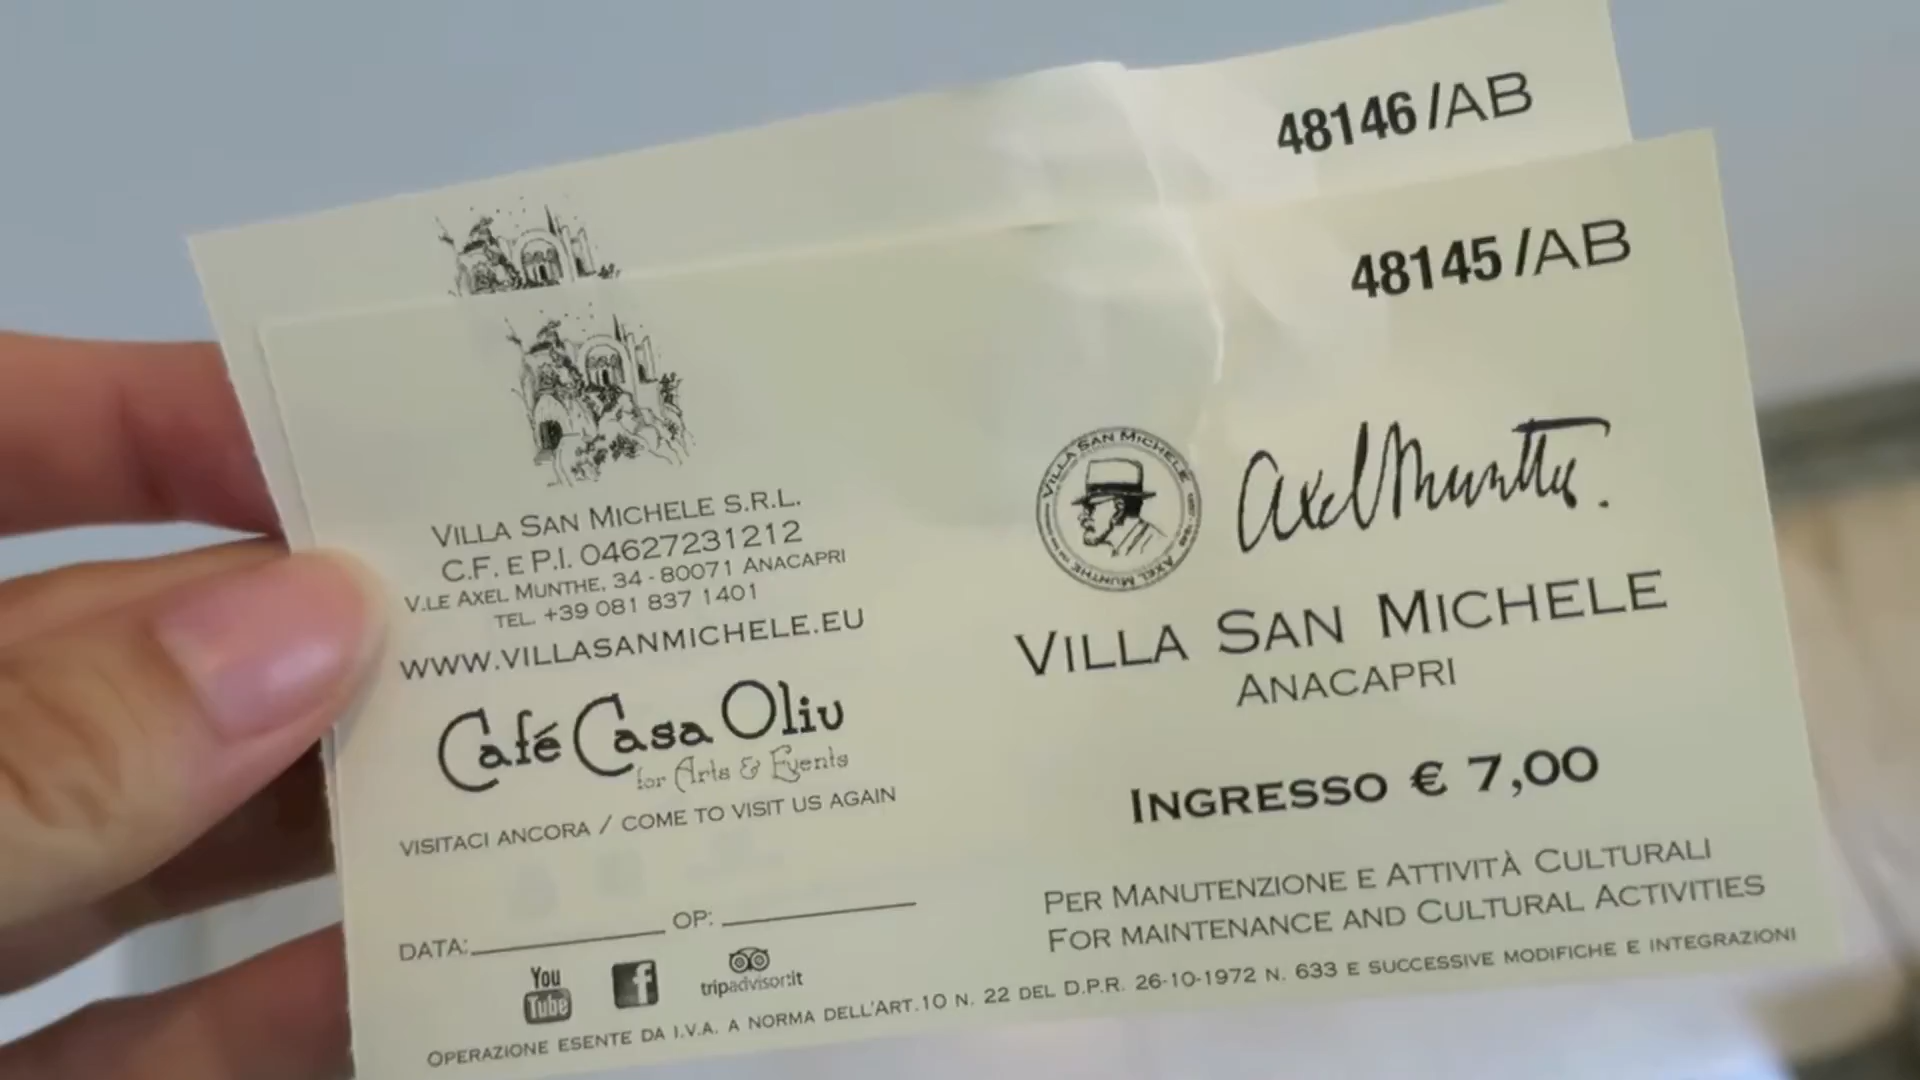 48146/AB
48145/AB
VILLA SAN MICHELE S.R.L.
C.F. E P.I. 04627231212
V.LE AXEL MUNTHE, 34 - 80071 ANACAPRI
TEL. +39 081 837 1401
WWW.VILLASANMICHELE.EU
Café Casa Oliv
for Arts & Events
VISITACI ANCORA / COME TO VISIT US AGAIN
DATA: OP:
You Tube
f
tripadvisor.it
VILLA SAN MICHELE
AXEL MUNTHE
Axel Munthe.
VILLA SAN MICHELE
ANACAPRI
INGRESSO € 7,00
PER MANUTENZIONE E ATTIVITÀ CULTURALI
FOR MAINTENANCE AND CULTURAL ACTIVITIES
OPERAZIONE ESENTE DA I.V.A. A NORMA DELL'ART.10 N. 22 DEL D.P.R. 26-10-1972 N. 633 E SUCCESSIVE MODIFICHE E INTEGRAZIONI